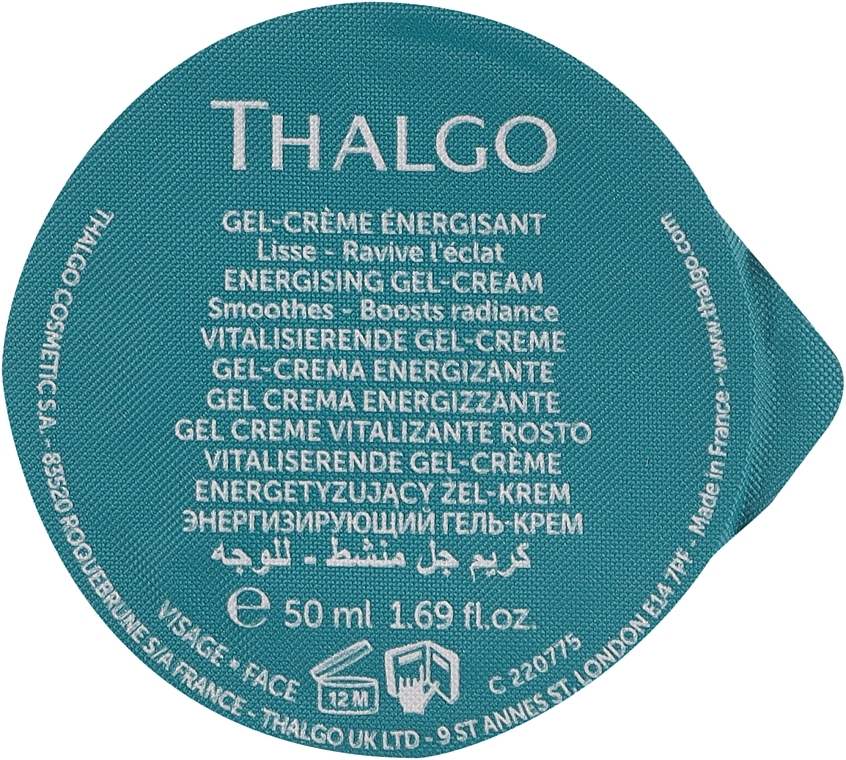 THALGO
GEL-CRÈME ÉNERGISANT
Lisse - Ravive l'éclat
ENERGISING GEL-CREAM
Smoothes - Boosts radiance
VITALISIERENDE GEL-CREME
GEL-CREMA ENERGIZANTE
GEL CREMA ENERGIZZANTE
GEL CREME VITALIZANTE ROSTO
VITALISERENDE GEL-CRÈME
ENERGETYZUJĄCY ŻEL-KREM
ЭНЕРГИЗИРУЮЩИЙ ГЕЛЬ-КРЕМ
كريم جل منشط - للوجه
℮ 50 ml 1.69 fl.oz.
VISAGE • FACE
12 M
C 220775
THALGO COSMETIC S.A. - 83520 ROQUEBRUNE S/A FRANCE - THALGO UK LTD - 9 ST ANNES ST, LONDON E14 7PF - Made in France - www.thalgo.com